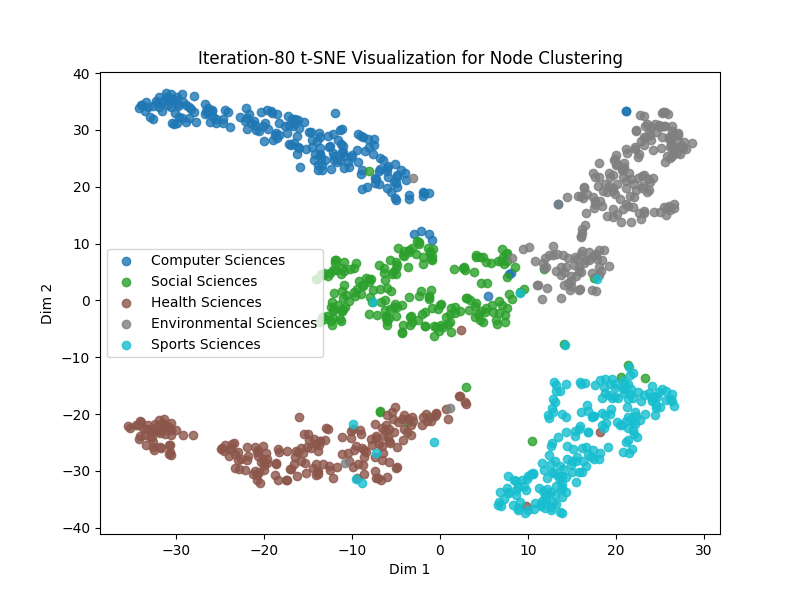 Iteration-80 t-SNE Visualization for Node Clustering
40
30
20
10
0
−10
−20
−30
−40
Dim 2
Computer Sciences
Social Sciences
Health Sciences
Environmental Sciences
Sports Sciences
−30 −20 −10 0 10 20 30
Dim 1